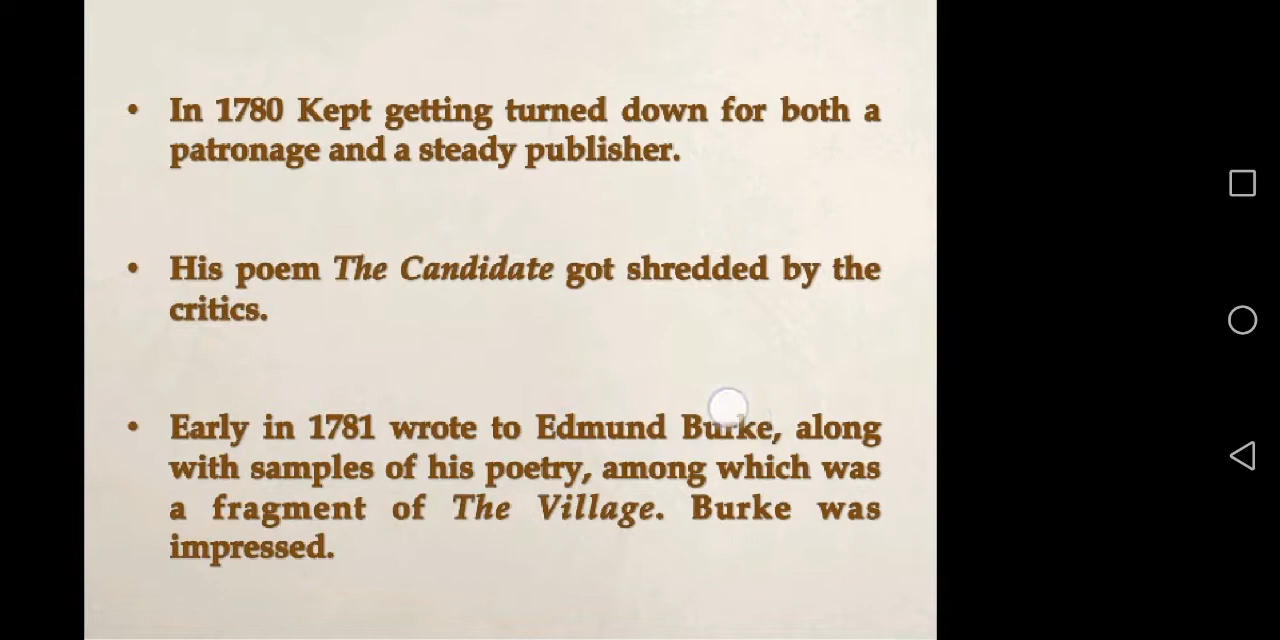 • In 1780 Kept getting turned down for both a
patronage and a steady publisher.
• His poem The Candidate got shredded by the
critics.
• Early in 1781 wrote to Edmund Burke, along
with samples of his poetry, among which was
a fragment of The Village. Burke was
impressed.